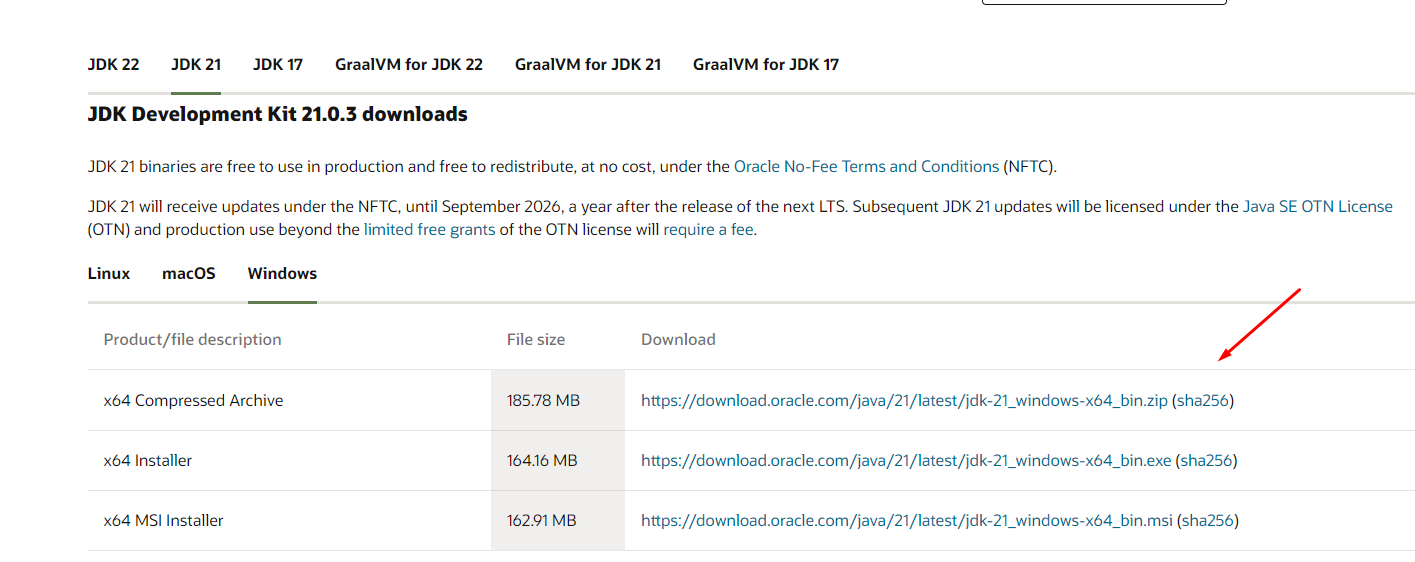 JDK 22 JDK 21 JDK 17 GraalVM for JDK 22 GraalVM for JDK 21 GraalVM for JDK 17
JDK Development Kit 21.0.3 downloads
JDK 21 binaries are free to use in production and free to redistribute, at no cost, under the Oracle No-Fee Terms and Conditions (NFTC).
JDK 21 will receive updates under the NFTC, until September 2026, a year after the release of the next LTS. Subsequent JDK 21 updates will be licensed under the Java SE OTN License
(OTN) and production use beyond the limited free grants of the OTN license will require a fee.
Linux macOS Windows
Product/file description File size Download
x64 Compressed Archive 185.78 MB https://download.oracle.com/java/21/latest/jdk-21_windows-x64_bin.zip (sha256)
x64 Installer 164.16 MB https://download.oracle.com/java/21/latest/jdk-21_windows-x64_bin.exe (sha256)
x64 MSI Installer 162.91 MB https://download.oracle.com/java/21/latest/jdk-21_windows-x64_bin.msi (sha256)